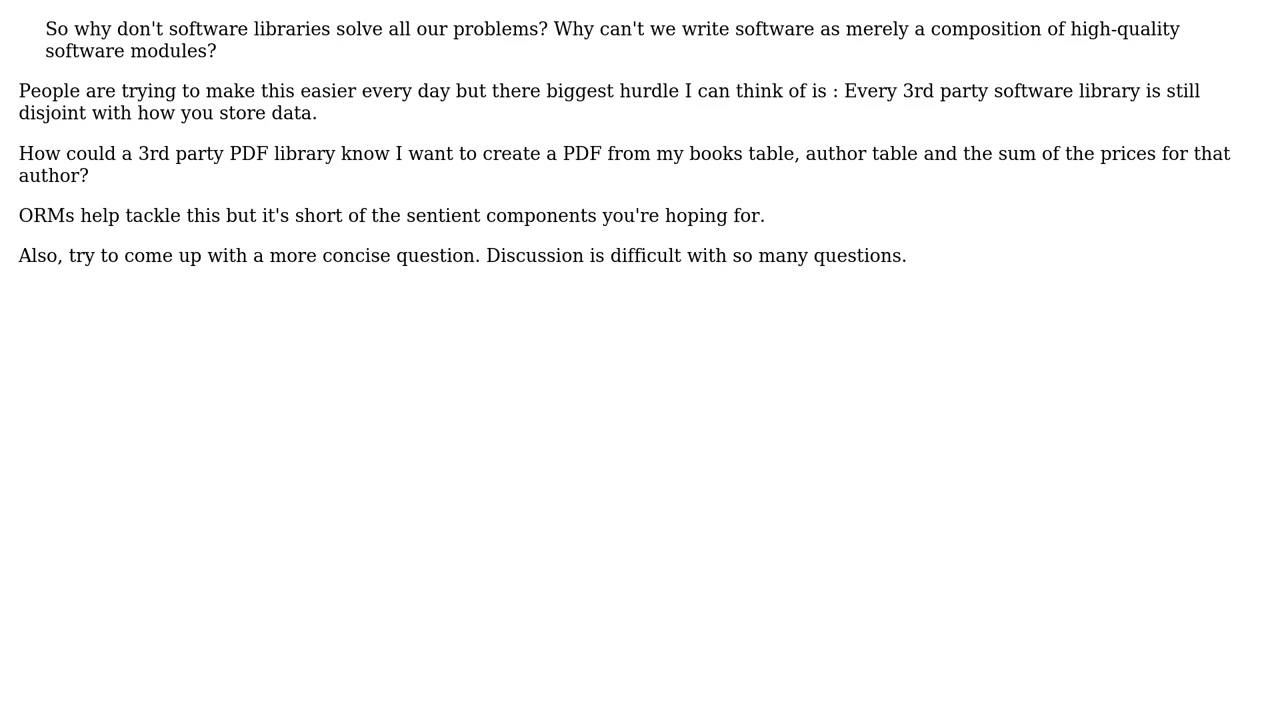 So why don't software libraries solve all our problems? Why can't we write software as merely a composition of high-quality
software modules?
People are trying to make this easier every day but there biggest hurdle I can think of is : Every 3rd party software library is still
disjoint with how you store data.
How could a 3rd party PDF library know I want to create a PDF from my books table, author table and the sum of the prices for that
author?
ORMs help tackle this but it's short of the sentient components you're hoping for.
Also, try to come up with a more concise question. Discussion is difficult with so many questions.